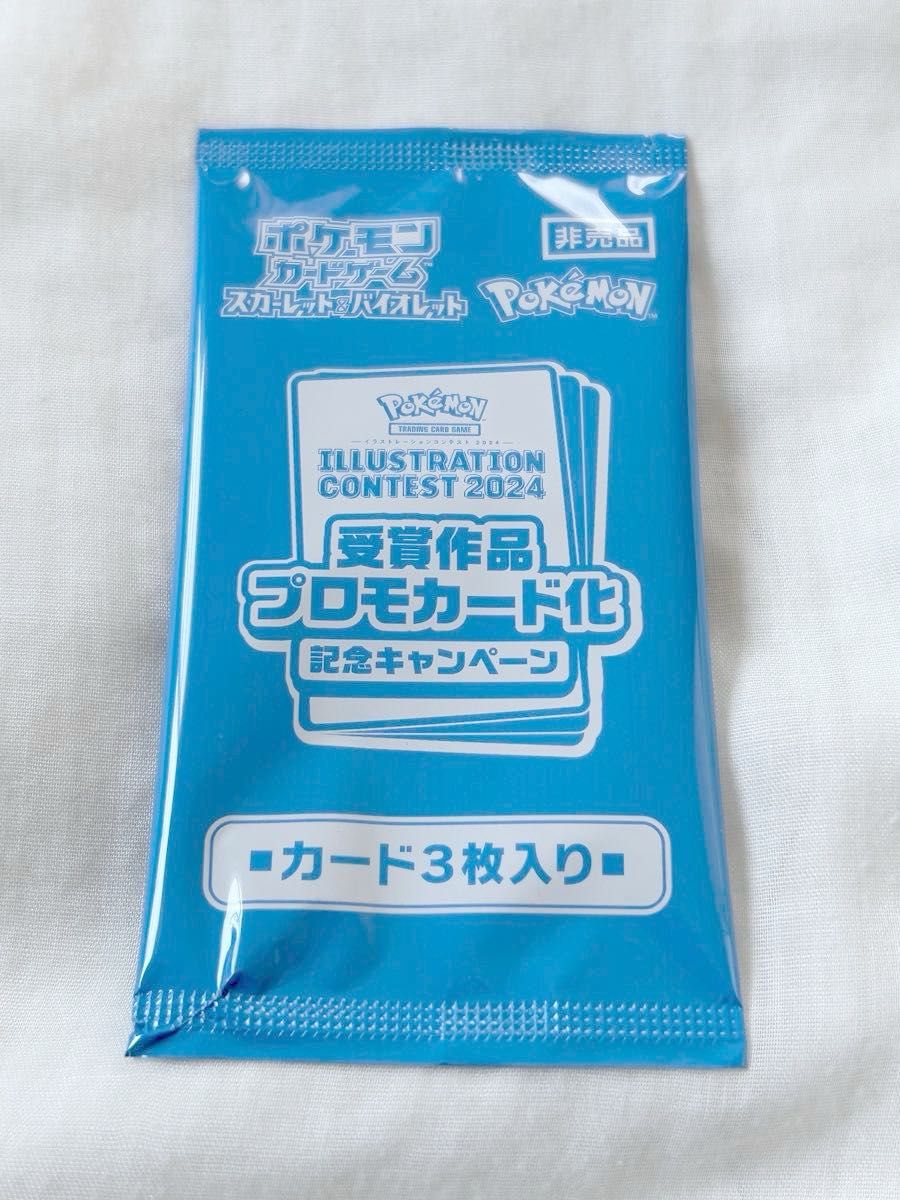 ポケモン
カードゲーム™
スカーレット&バイオレット
非売品
POKéMON™
POKéMON
TRADING CARD GAME
イラストレーションコンテスト 2024
ILLUSTRATION
CONTEST 2024
受賞作品
プロモカード化
記念キャンペーン
■カード3枚入り■